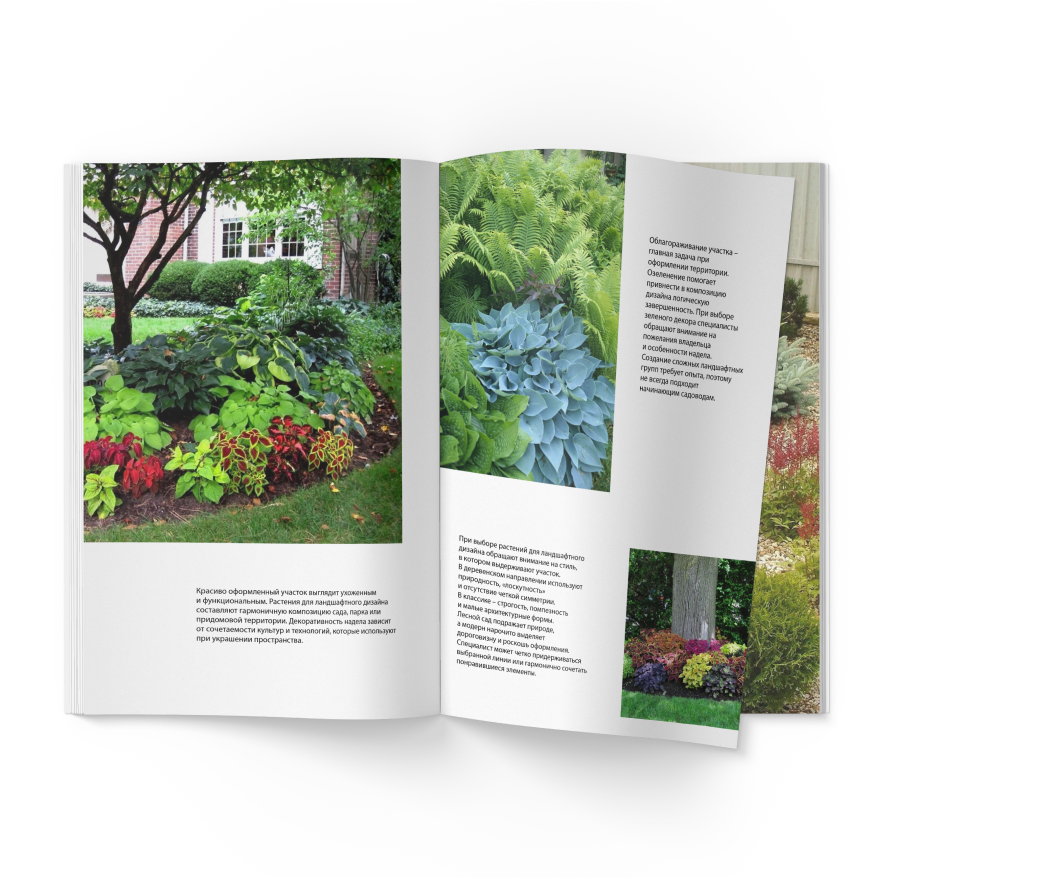 Красиво оформленный участок выглядит ухоженным
и функциональным. Растения для ландшафтного дизайна
составляют гармоничную композицию сада, парка или
придомовой территории. Декоративность надела зависит
от сочетаемости культур и технологий, которые используют
при украшении пространства.
Облагораживание участка –
главная задача при
оформлении территории.
Озеленение помогает
привнести в композицию
дизайна логическую
завершенность. При выборе
зеленого декора специалисты
обращают внимание на
пожелания владельца
и особенности надела.
Создание сложных ландшафтных
групп требует опыта, поэтому
не всегда подходит
начинающим садоводам.
При выборе растений для ландшафтного
дизайна обращают внимание на стиль,
в котором выдерживают участок.
В деревенском направлении используют
природность, «лоскутность»
и отсутствие четкой симметрии.
В классике – строгость, помпезность
и малые архитектурные формы.
Лесной сад подражает природе,
а модерн нарочито выделяет
дороговизну и роскошь оформления.
Специалист может четко придерживаться
выбранной линии или гармонично сочетать
понравившиеся элементы.